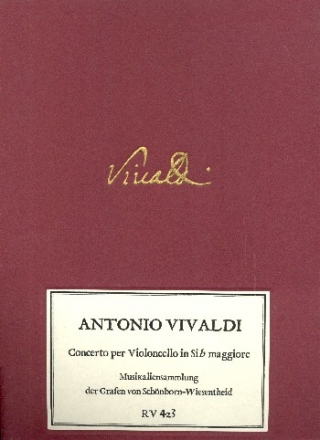 Vivaldi.
ANTONIO VIVALDI
Concerto per Violoncello in Si♭ maggiore
Musikaliensammlung
der Grafen von Schönborn-Wiesentheid
RV 423